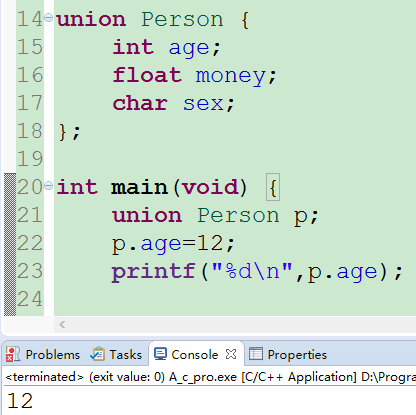 14 union Person {
15     int age;
16     float money;
17     char sex;
18 };
19
20 int main(void) {
21     union Person p;
22     p.age=12;
23     printf("%d\n",p.age);
24
Problems Tasks Console Properties
<terminated> (exit value: 0) A_c_pro.exe [C/C++ Application] D:\Progra
12